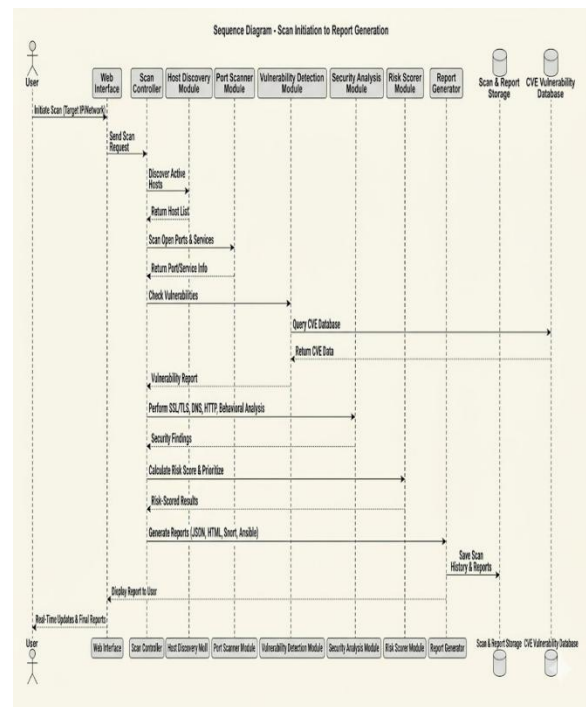 Sequence Diagram - Scan Initiation to Report Generation
User
Web
Interface
Scan
Controller
Host Discovery
Module
Port Scanner
Module
Vulnerability Detection
Module
Security Analysis
Module
Risk Scorer
Module
Report
Generator
Scan & Report
Storage
CVE Vulnerability
Database
Initiate Scan (Target IP/Network)
Send Scan
Request
Discover Active
Hosts
Return Host List
Scan Open Ports & Services
Return Port/Service Info
Check Vulnerabilities
Query CVE Database
Return CVE Data
Vulnerability Report
Perform SSL/TLS, DNS, HTTP, Behavioral Analysis
Security Findings
Calculate Risk Score & Prioritize
Risk-Scored Results
Generate Reports (JSON, HTML, Snort, Ansible)
Save Scan
History & Reports
Display Report to User
Real-Time Updates & Final Reports
User
Web Interface
Scan Controller
Host Discovery
Port Scanner Module
Vulnerability Detection Module
Security Analysis Module
Risk Scorer Module
Report Generator
Scan & Report Storage
CVE Vulnerability Database